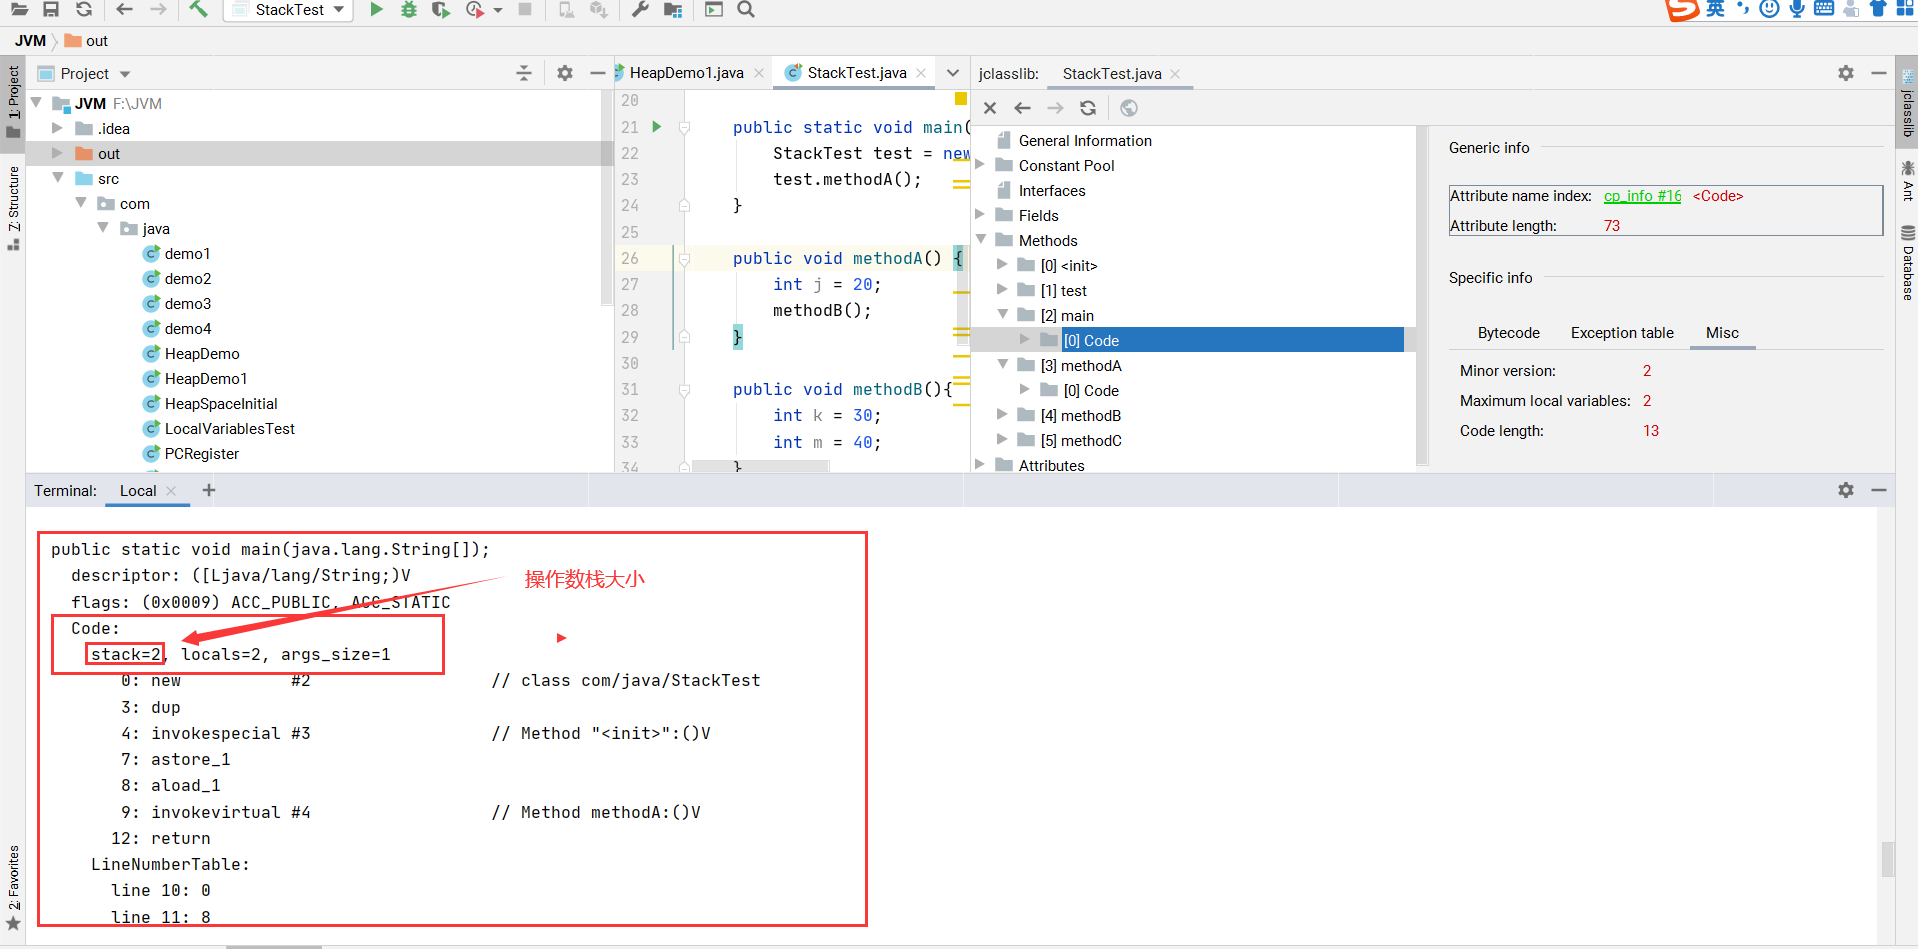 StackTest
英
JVM
out
1: Project
7: Structure
2: Favorites
Project
JVM F:\JVM
.idea
out
src
com
java
demo1
demo2
demo3
demo4
HeapDemo
HeapDemo1
HeapSpaceInitial
LocalVariablesTest
PCRegister
HeapDemo1.java
StackTest.java
20
21 public static void main(
22 StackTest test = new
23 test.methodA();
24 }
25
26 public void methodA() {
27 int j = 20;
28 methodB();
29 }
30
31 public void methodB(){
32 int k = 30;
33 int m = 40;
34 }
jclasslib:
StackTest.java
General Information
Constant Pool
Interfaces
Fields
Methods
[0] <init>
[1] test
[2] main
[0] Code
[3] methodA
[0] Code
[4] methodB
[5] methodC
Attributes
Generic info
Attribute name index: cp_info #16 <Code>
Attribute length: 73
Specific info
Bytecode
Exception table
Misc
Minor version: 2
Maximum local variables: 2
Code length: 13
jclasslib
Ant
Database
Terminal:
Local
public static void main(java.lang.String[]);
descriptor: ([Ljava/lang/String;)V
操作数栈大小
flags: (0x0009) ACC_PUBLIC, ACC_STATIC
Code:
stack=2, locals=2, args_size=1
0: new #2 // class com/java/StackTest
3: dup
4: invokespecial #3 // Method "<init>":()V
7: astore_1
8: aload_1
9: invokevirtual #4 // Method methodA:()V
12: return
LineNumberTable:
line 10: 0
line 11: 8